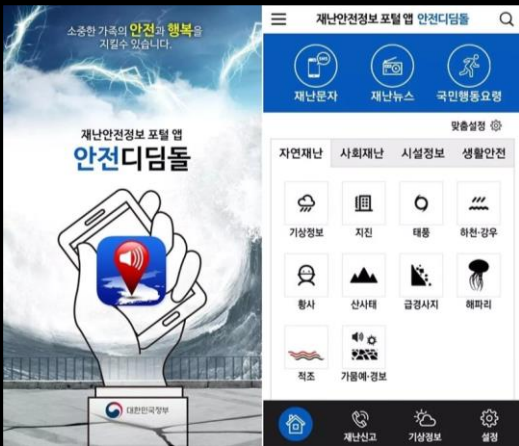 소중한 가족의 안전과 행복을
지킬수 있습니다.
재난안전정보 포털 앱
안전디딤돌
대한민국정부
재난안전정보 포털 앱 안전디딤돌
재난문자 재난뉴스 국민행동요령
맞춤설정
자연재난 사회재난 시설정보 생활안전
기상정보 지진 태풍 하천·강우
황사 산사태 급경사지 해파리
적조 가뭄예·경보
재난신고 기상정보 설정